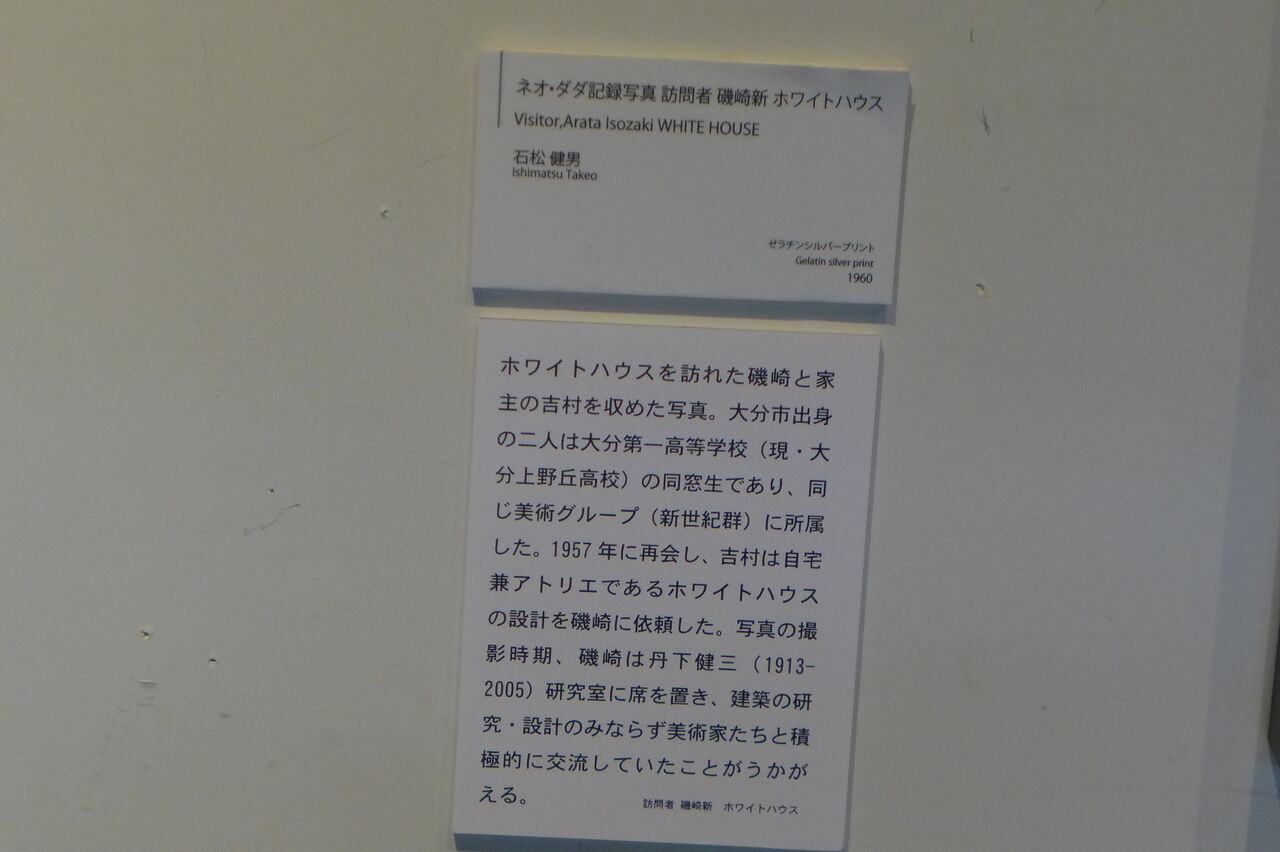 ネオ・ダダ記録写真 訪問者 磯崎新 ホワイトハウス
Visitor,Arata Isozaki WHITE HOUSE
石松 健男
Ishimatsu Takeo
ゼラチンシルバープリント
Gelatin silver print
1960
ホワイトハウスを訪れた磯崎と家
主の吉村を収めた写真。大分市出身
の二人は大分第一高等学校（現・大
分上野丘高校）の同窓生であり、同
じ美術グループ（新世紀群）に所属
した。1957 年に再会し、吉村は自宅
兼アトリエであるホワイトハウス
の設計を磯崎に依頼した。写真の撮
影時期、磯崎は丹下健三（1913-
2005）研究室に席を置き、建築の研
究・設計のみならず美術家たちと積
極的に交流していたことがうかが
える。
訪問者 磯崎新 ホワイトハウス